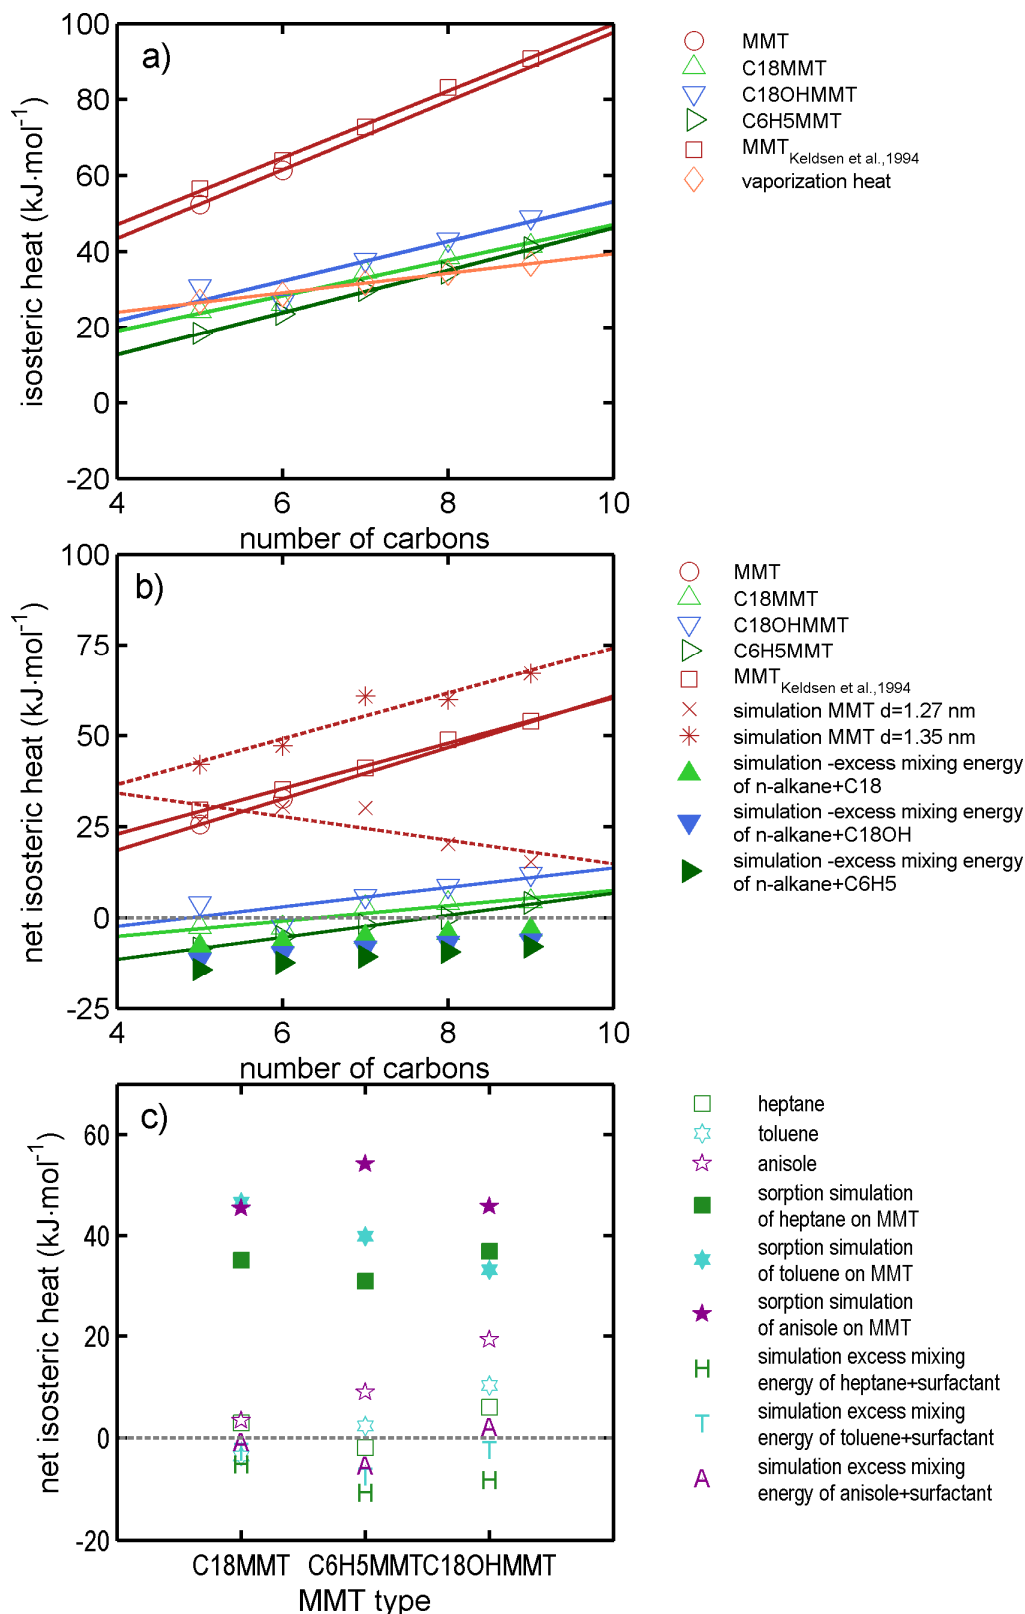 a)
isosteric heat (kJ·mol⁻¹)
100
80
60
40
20
0
-20
4
6
8
10
number of carbons
MMT
C18MMT
C18OHMMT
C6H5MMT
MMT Keldsen et al.,1994
vaporization heat
b)
net isosteric heat (kJ·mol⁻¹)
100
75
50
25
0
-25
4
6
8
10
number of carbons
MMT
C18MMT
C18OHMMT
C6H5MMT
MMT Keldsen et al.,1994
simulation MMT d=1.27 nm
simulation MMT d=1.35 nm
simulation -excess mixing energy
of n-alkane+C18
simulation -excess mixing energy
of n-alkane+C18OH
simulation -excess mixing energy
of n-alkane+C6H5
c)
net isosteric heat (kJ·mol⁻¹)
60
40
20
0
-20
C18MMT
C6H5MMT
C18OHMMT
MMT type
heptane
toluene
anisole
sorption simulation
of heptane on MMT
sorption simulation
of toluene on MMT
sorption simulation
of anisole on MMT
H simulation excess mixing
energy of heptane+surfactant
T simulation excess mixing
energy of toluene+surfactant
A simulation excess mixing
energy of anisole+surfactant